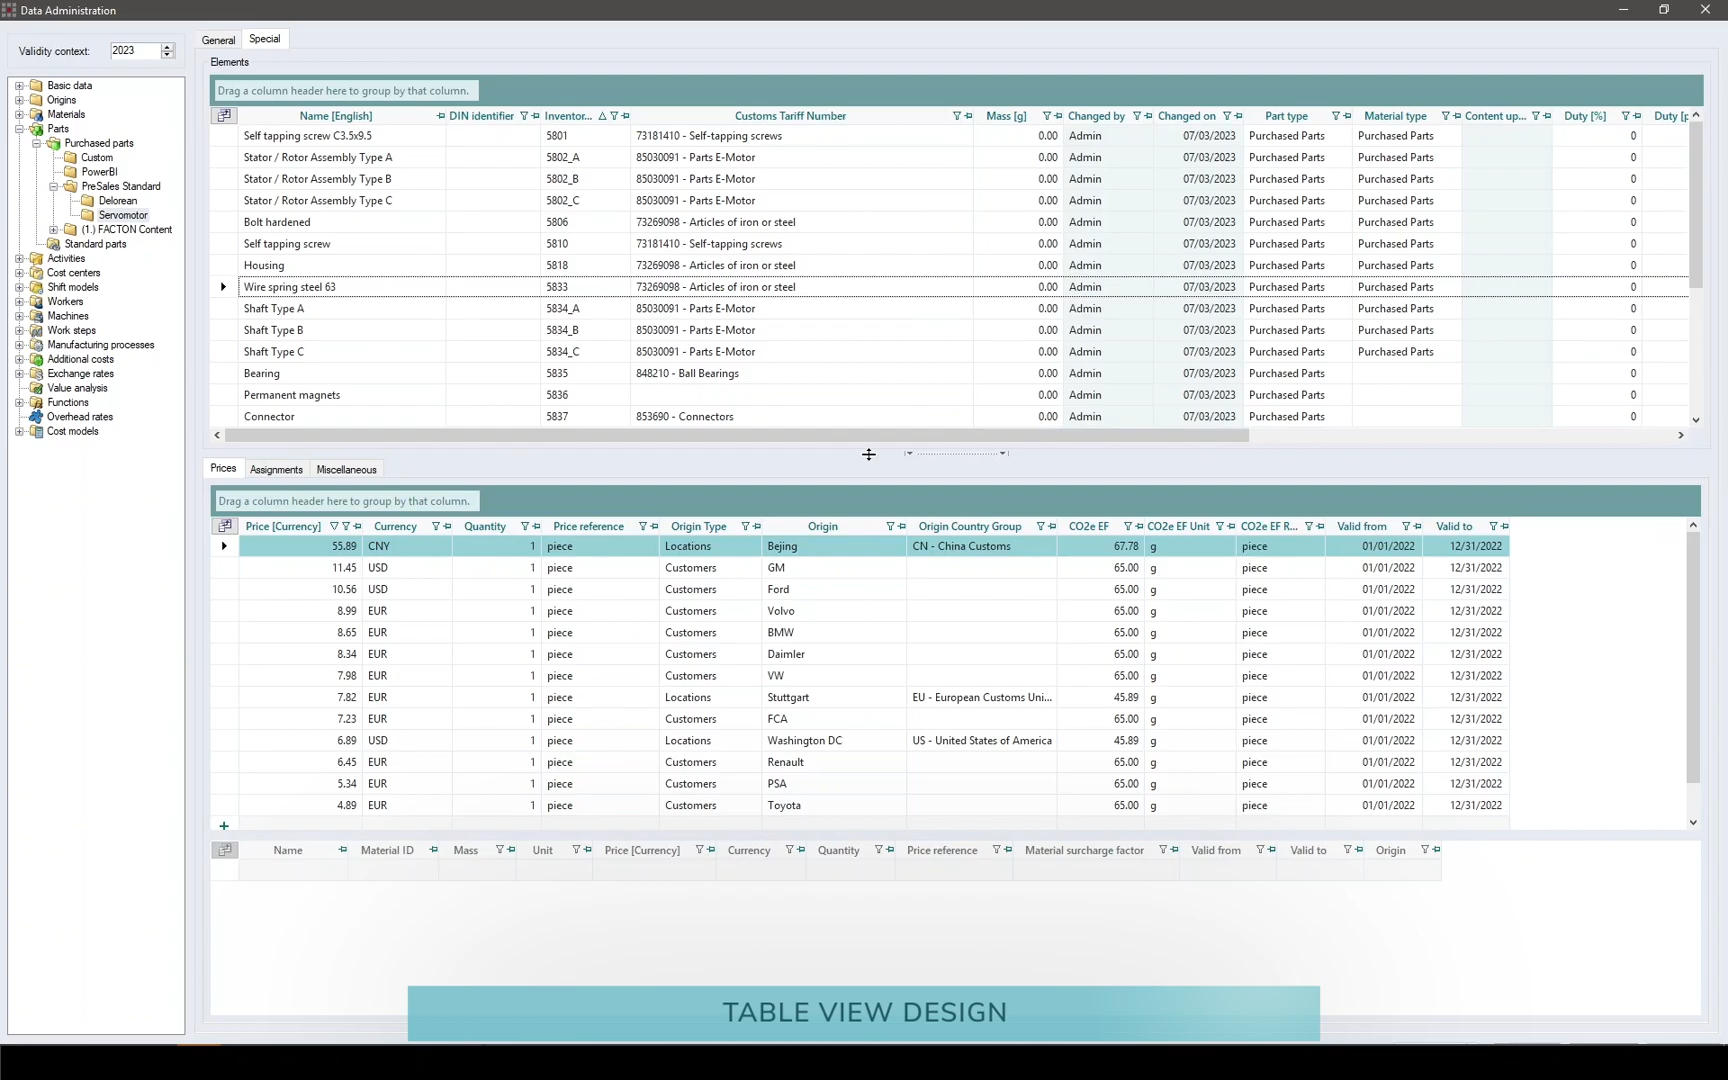 Data Administration
Validity context: 2023
General Special
Elements
Drag a column header here to group by that column.
Name [English] DIN identifier Inventor... Customs Tariff Number Mass [g] Changed by Changed on Part type Material type Content up... Duty [%] Duty [p
Self tapping screw C3.5x9.5 5801 73181410 - Self-tapping screws 0.00 Admin 07/03/2023 Purchased Parts Purchased Parts 0
Stator / Rotor Assembly Type A 5802_A 85030091 - Parts E-Motor 0.00 Admin 07/03/2023 Purchased Parts Purchased Parts 0
Stator / Rotor Assembly Type B 5802_B 85030091 - Parts E-Motor 0.00 Admin 07/03/2023 Purchased Parts Purchased Parts 0
Stator / Rotor Assembly Type C 5802_C 85030091 - Parts E-Motor 0.00 Admin 07/03/2023 Purchased Parts Purchased Parts 0
Bolt hardened 5806 73269098 - Articles of iron or steel 0.00 Admin 07/03/2023 Purchased Parts Purchased Parts 0
Self tapping screw 5810 73181410 - Self-tapping screws 0.00 Admin 07/03/2023 Purchased Parts Purchased Parts 0
Housing 5818 73269098 - Articles of iron or steel 0.00 Admin 07/03/2023 Purchased Parts Purchased Parts 0
Wire spring steel 63 5833 73269098 - Articles of iron or steel 0.00 Admin 07/03/2023 Purchased Parts Purchased Parts 0
Shaft Type A 5834_A 85030091 - Parts E-Motor 0.00 Admin 07/03/2023 Purchased Parts Purchased Parts 0
Shaft Type B 5834_B 85030091 - Parts E-Motor 0.00 Admin 07/03/2023 Purchased Parts Purchased Parts 0
Shaft Type C 5834_C 85030091 - Parts E-Motor 0.00 Admin 07/03/2023 Purchased Parts Purchased Parts 0
Bearing 5835 848210 - Ball Bearings 0.00 Admin 07/03/2023 Purchased Parts 0
Permanent magnets 5836 0.00 Admin 07/03/2023 Purchased Parts 0
Connector 5837 853690 - Connectors 0.00 Admin 07/03/2023 Purchased Parts 0
Basic data
Origins
Materials
Parts
Purchased parts
Custom
PowerBI
PreSales Standard
Delorean
Servomotor
(1.) FACTON Content
Standard parts
Activities
Cost centers
Shift models
Workers
Machines
Work steps
Manufacturing processes
Additional costs
Exchange rates
Value analysis
Functions
Overhead rates
Cost models
Prices Assignments Miscellaneous
Drag a column header here to group by that column.
Price [Currency] Currency Quantity Price reference Origin Type Origin Origin Country Group CO2e EF CO2e EF Unit CO2e EF R... Valid from Valid to
55.89 CNY 1 piece Locations Bejing CN - China Customs 67.78 g piece 01/01/2022 12/31/2022
11.45 USD 1 piece Customers GM 65.00 g piece 01/01/2022 12/31/2022
10.56 USD 1 piece Customers Ford 65.00 g piece 01/01/2022 12/31/2022
8.99 EUR 1 piece Customers Volvo 65.00 g piece 01/01/2022 12/31/2022
8.65 EUR 1 piece Customers BMW 65.00 g piece 01/01/2022 12/31/2022
8.34 EUR 1 piece Customers Daimler 65.00 g piece 01/01/2022 12/31/2022
7.98 EUR 1 piece Customers VW 65.00 g piece 01/01/2022 12/31/2022
7.82 EUR 1 piece Locations Stuttgart EU - European Customs Uni... 45.89 g piece 01/01/2022 12/31/2022
7.23 EUR 1 piece Customers FCA 65.00 g piece 01/01/2022 12/31/2022
6.89 USD 1 piece Locations Washington DC US - United States of America 45.89 g piece 01/01/2022 12/31/2022
6.45 EUR 1 piece Customers Renault 65.00 g piece 01/01/2022 12/31/2022
5.34 EUR 1 piece Customers PSA 65.00 g piece 01/01/2022 12/31/2022
4.89 EUR 1 piece Customers Toyota 65.00 g piece 01/01/2022 12/31/2022
Name Material ID Mass Unit Price [Currency] Currency Quantity Price reference Material surcharge factor Valid from Valid to Origin
TABLE VIEW DESIGN